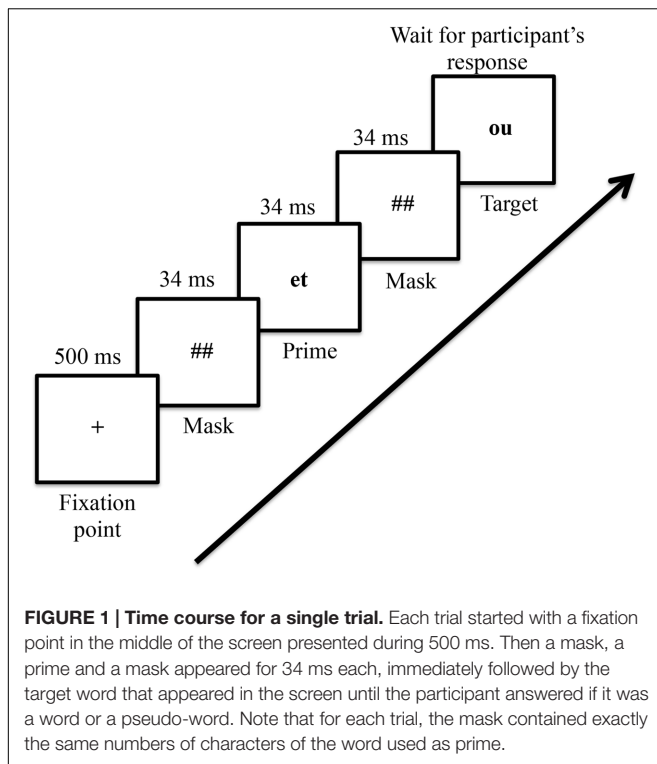 Wait for participant's
response
ou
34 ms
Target
##
34 ms
Mask
et
34 ms
Prime
##
500 ms
Mask
+
Fixation
point
FIGURE 1 | Time course for a single trial. Each trial started with a fixation
point in the middle of the screen presented during 500 ms. Then a mask, a
prime and a mask appeared for 34 ms each, immediately followed by the
target word that appeared in the screen until the participant answered if it was
a word or a pseudo-word. Note that for each trial, the mask contained exactly
the same numbers of characters of the word used as prime.